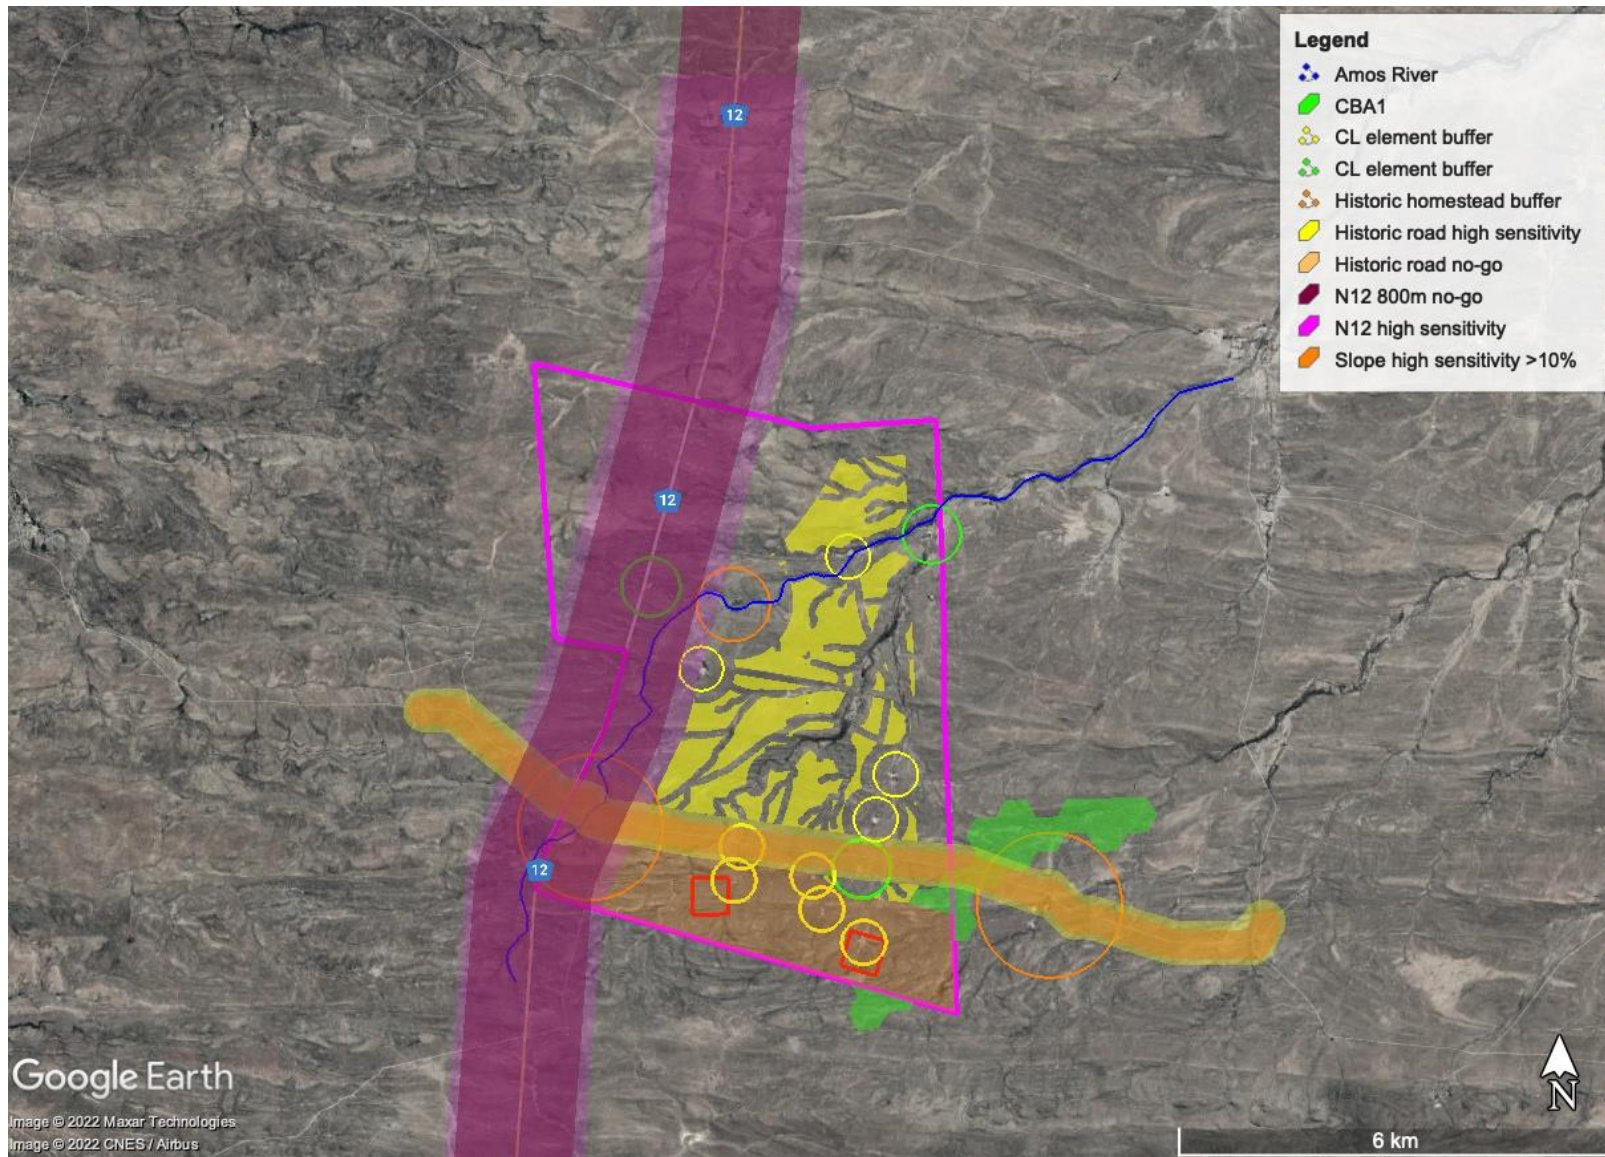 Legend
Amos River
CBA1
CL element buffer
CL element buffer
Historic homestead buffer
Historic road high sensitivity
Historic road no-go
N12 800m no-go
N12 high sensitivity
Slope high sensitivity >10%
12
12
12
Google Earth
Image © 2022 Maxar Technologies
Image © 2022 CNES / Airbus
N
6 km